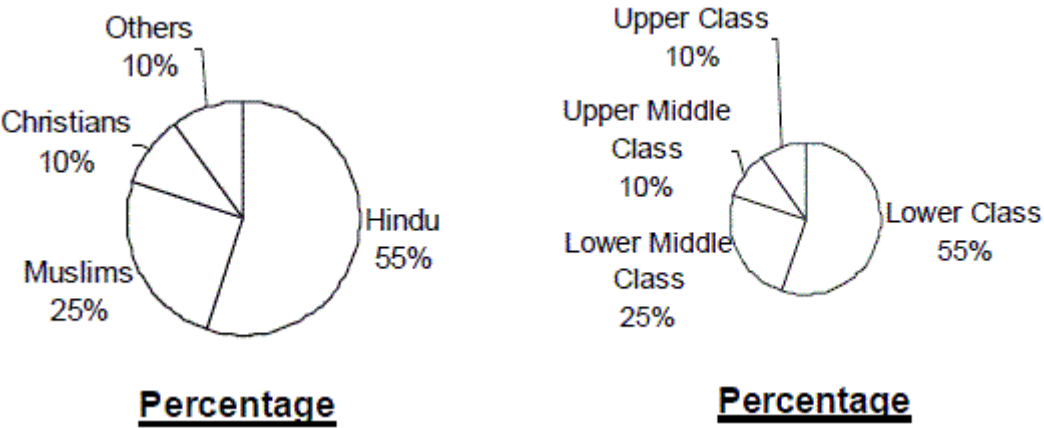 Others
10%
Christians
10%
Hindu
55%
Muslims
25%
Percentage
Upper Class
10%
Upper Middle
Class
10%
Lower Class
55%
Lower Middle
Class
25%
Percentage